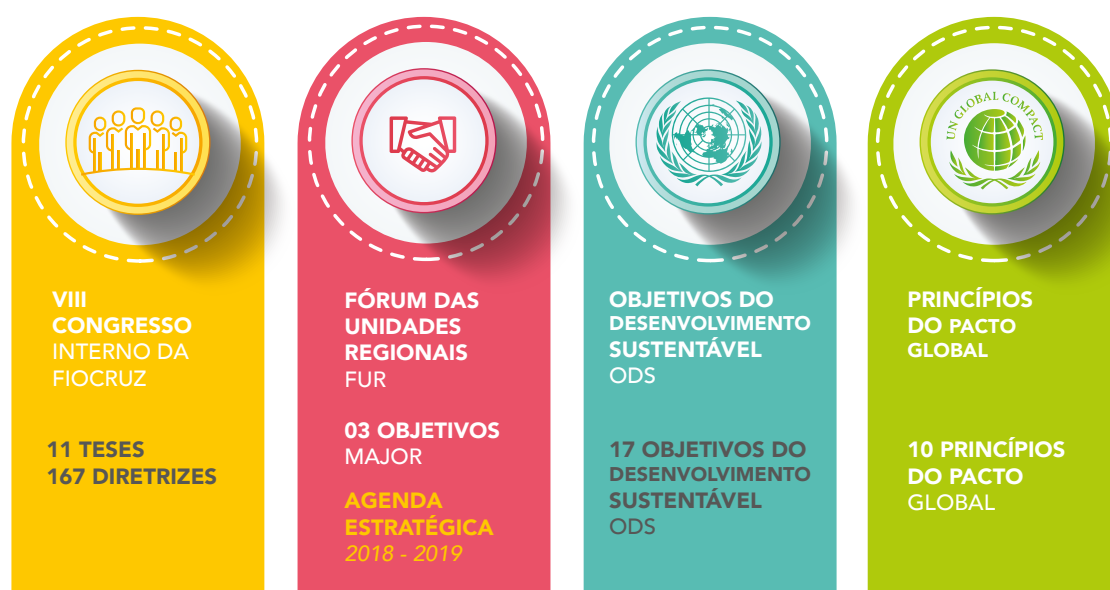 VIII
CONGRESSO
INTERNO DA
FIOCRUZ
11 TESES
167 DIRETRIZES
FÓRUM DAS
UNIDADES
REGIONAIS
FUR
03 OBJETIVOS
MAJOR
AGENDA
ESTRATÉGICA
2018 - 2019
OBJETIVOS DO
DESENVOLVIMENTO
SUSTENTÁVEL
ODS
17 OBJETIVOS DO
DESENVOLVIMENTO
SUSTENTÁVEL
ODS
UN GLOBAL COMPACT
PRINCÍPIOS
DO PACTO
GLOBAL
10 PRINCÍPIOS
DO PACTO
GLOBAL